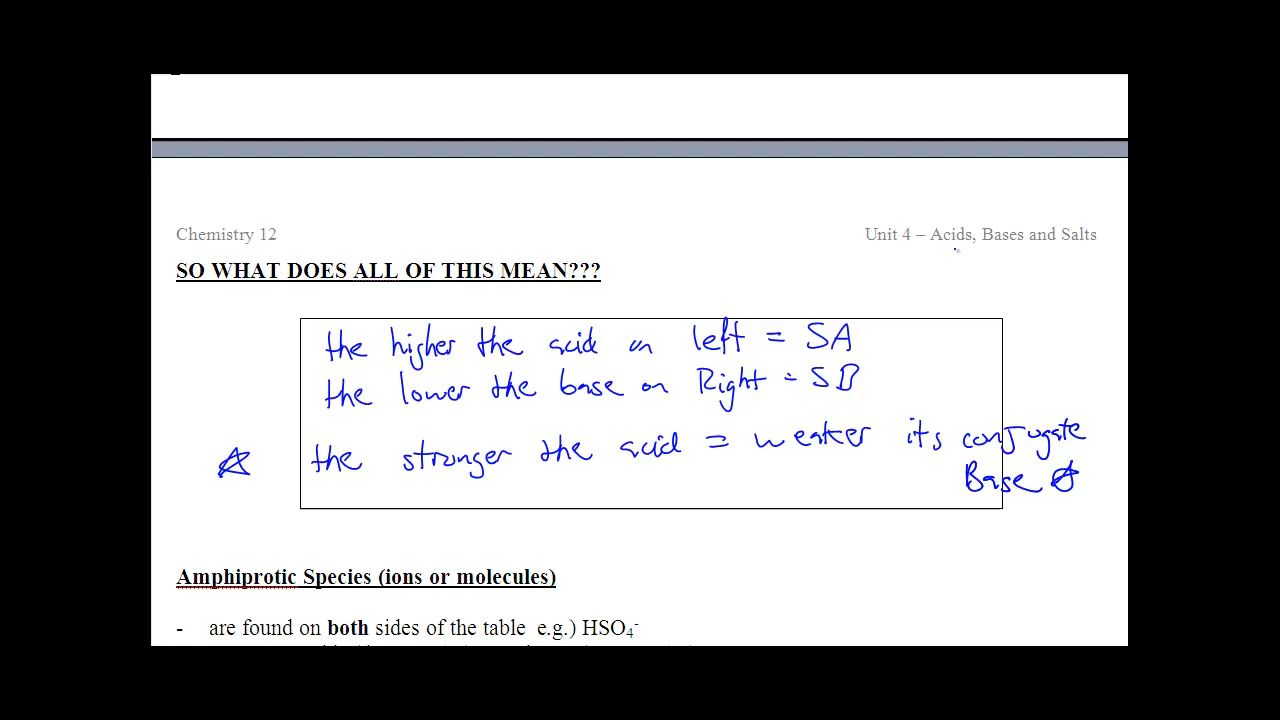 Chemistry 12 Unit 4 – Acids, Bases and Salts
SO WHAT DOES ALL OF THIS MEAN???
the higher the acid on left = SA
the lower the base on Right = SB
the stronger the acid = weaker its conjugate
Base
Amphiprotic Species (ions or molecules)
- are found on both sides of the table e.g.) HSO₄⁻